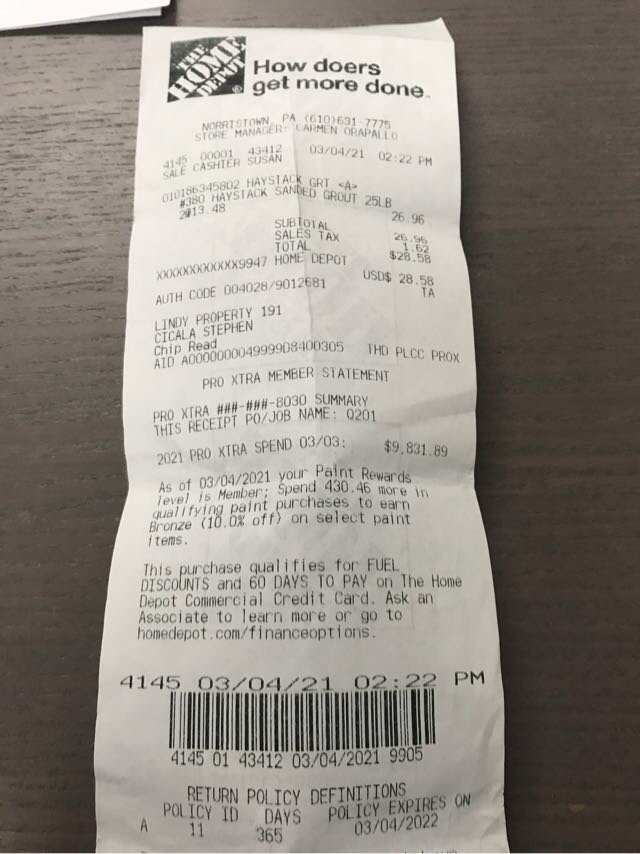 THE
HOME
DEPOT
How doers
get more done™
NORRISTOWN, PA (610)631-7775
STORE MANAGER: CARMEN ORAPALLO
4145 00001 43412 03/04/21 02:22 PM
SALE CASHIER SUSAN
010186345802 HAYSTACK GRT <A>
#380 HAYSTACK SANDED GROUT 25LB
2@13.48 26.96
SUBTOTAL 26.96
SALES TAX 1.62
TOTAL $28.58
XXXXXXXXXXXX9947 HOME DEPOT
USD$ 28.58
AUTH CODE 004028/9012681 TA
LINDY PROPERTY 191
CICALA STEPHEN
Chip Read
AID A0000000049999D8400305 THD PLCC PROX
PRO XTRA MEMBER STATEMENT
PRO XTRA ###-###-8030 SUMMARY
THIS RECEIPT PO/JOB NAME: Q201
2021 PRO XTRA SPEND 03/03: $9,831.89
As of 03/04/2021 your Paint Rewards
level is Member; Spend 430.46 more in
qualifying paint purchases to earn
Bronze (10.0% off) on select paint
items.
This purchase qualifies for FUEL
DISCOUNTS and 60 DAYS TO PAY on The Home
Depot Commercial Credit Card. Ask an
Associate to learn more or go to
homedepot.com/financeoptions.
4145 03/04/21 02:22 PM
4145 01 43412 03/04/2021 9905
RETURN POLICY DEFINITIONS
POLICY ID DAYS POLICY EXPIRES ON
A 11 365 03/04/2022